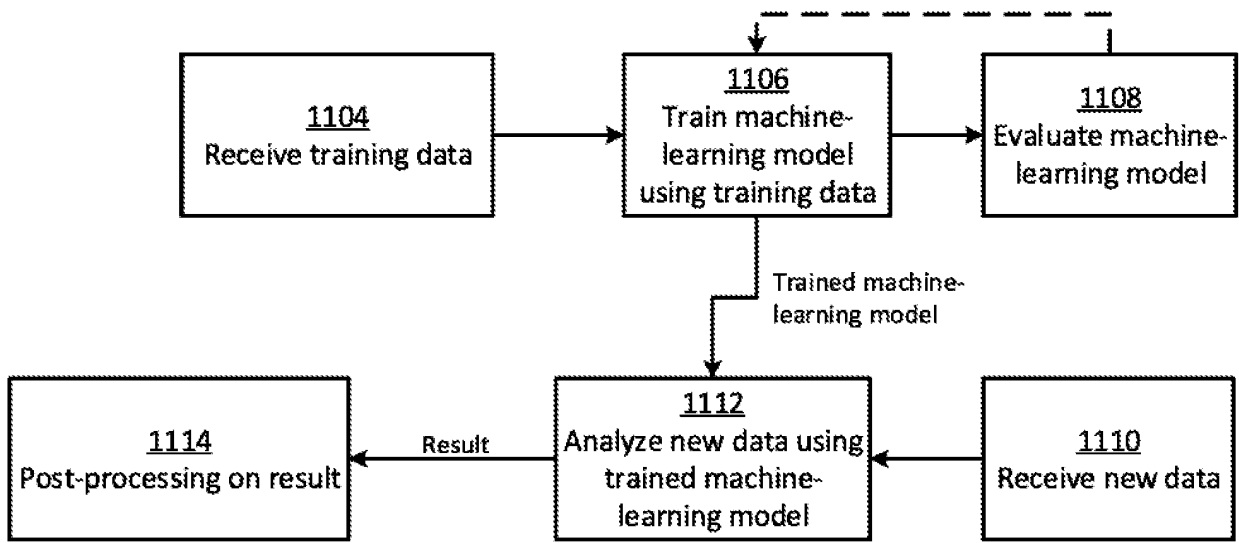 1104
Receive training data
1106
Train machine-
learning model
using training data
1108
Evaluate machine-
learning model
Trained machine-
learning model
1114
Post-processing on result
Result
1112
Analyze new data using
trained machine-
learning model
1110
Receive new data